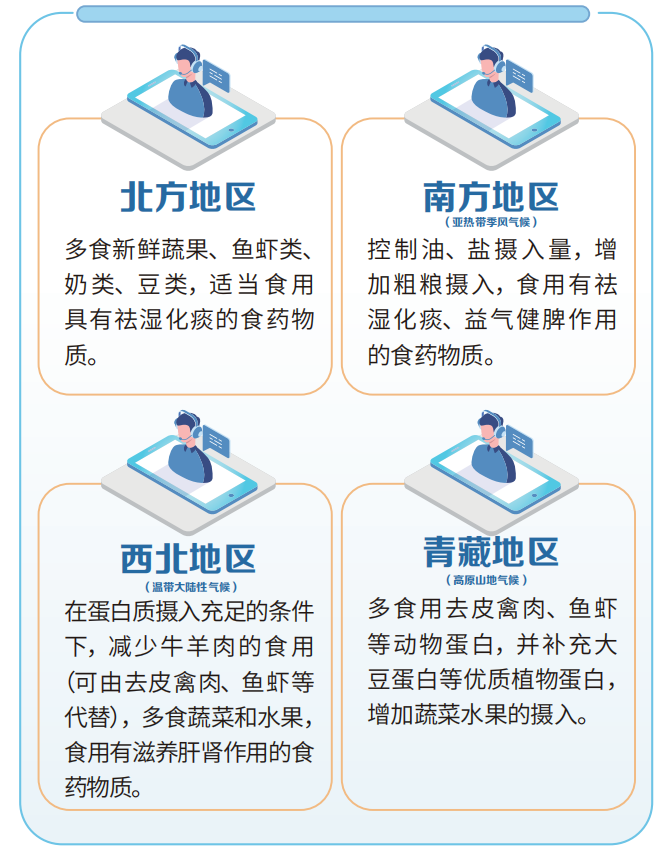 北方地区
多食新鲜蔬果、鱼虾类、
奶类、豆类，适当食用
具有祛湿化痰的食药物
质。
南方地区
（亚热带季风气候）
控制油、盐摄入量，增
加粗粮摄入，食用有祛
湿化痰、益气健脾作用
的食药物质。
西北地区
（温带大陆性气候）
在蛋白质摄入充足的条件
下，减少牛羊肉的食用
（可由去皮禽肉、鱼虾等
代替），多食蔬菜和水果，
食用有滋养肝肾作用的食
药物质。
青藏地区
（高原山地气候）
多食用去皮禽肉、鱼虾
等动物蛋白，并补充大
豆蛋白等优质植物蛋白，
增加蔬菜水果的摄入。